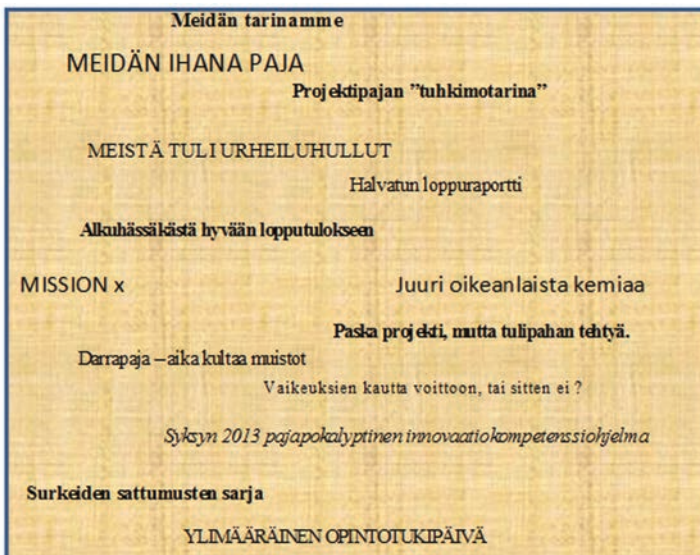 Meidän tarinamme
MEIDÄN IHANA PAJA
Projektipajan ”tuhkimotarina”
MEISTÄ TULI URHEILUHULLUT
Halvatun loppuraportti
Alkuhässäkästä hyvään lopputulokseen
MISSION x
Juuri oikeanlaista kemiaa
Paska projekti, mutta tulipahan tehtyä.
Darrapaja – aika kultaa muistot
Vaikeuksien kautta voittoon, tai sitten ei ?
Syksyn 2013 pajapokalyptinen innovaatiokompetenssiohjelma
Surkeiden sattumusten sarja
YLIMÄÄRÄINEN OPINTOTUKIPÄIVÄ